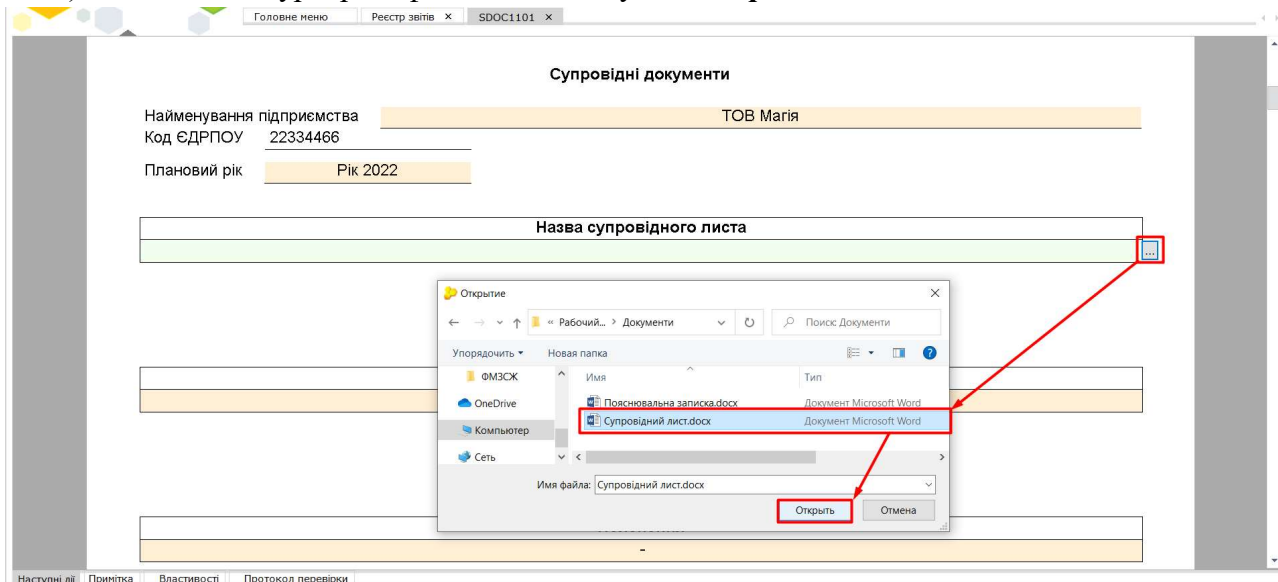 Головне меню Реєстр звітів × SDOC1101 ×
Супровідні документи
Найменування підприємства ТОВ Магія
Код ЄДРПОУ 22334466
Плановий рік Рік 2022
Назва супровідного листа
...
Открытие
« Рабочий... > Документи Поиск: Документи
Упорядочить Новая папка
ФМЗСЖ Имя Тип
OneDrive Пояснювальна записка.docx Документ Microsoft Word
Супровідний лист.docx Документ Microsoft Word
Компьютер
Сеть
Имя файла: Супровідний лист.docx
Открыть Отмена
-
Наступні дії Примітка Властивості Протокол перевірки